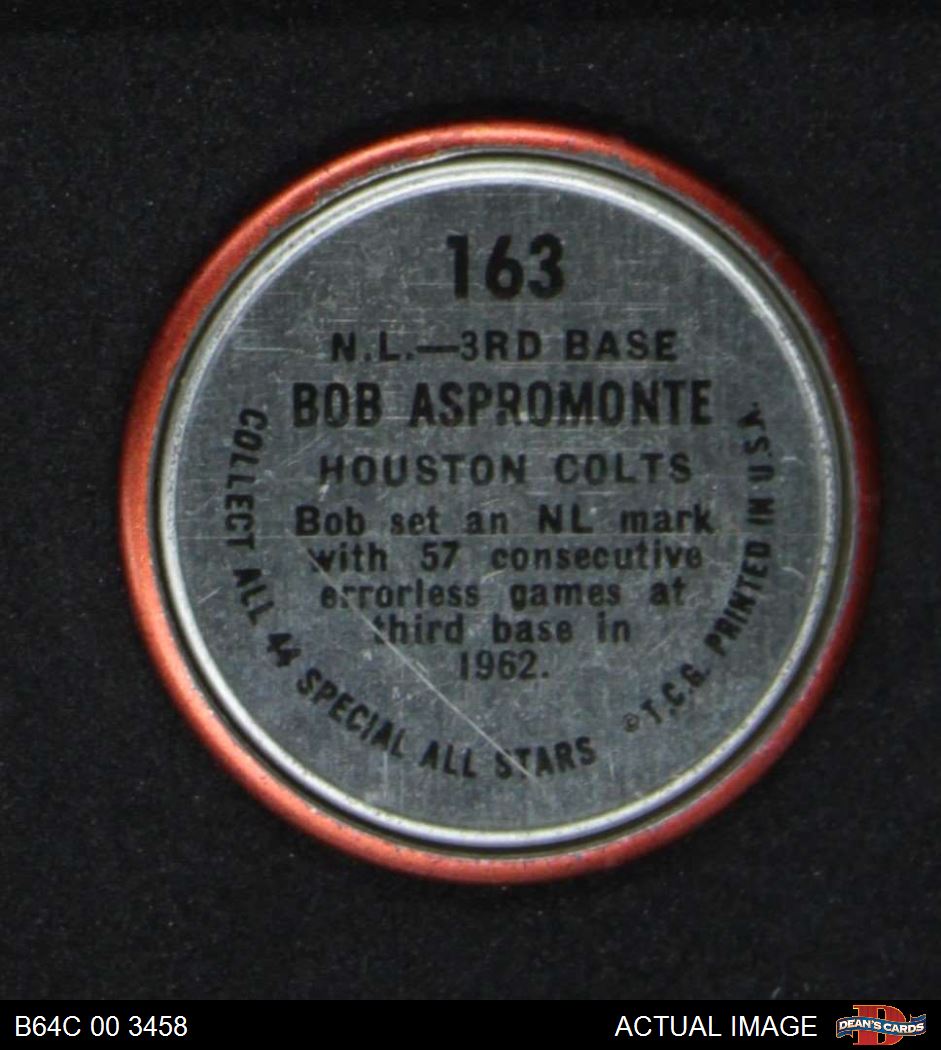 163
N.L.—3RD BASE
BOB ASPROMONTE
HOUSTON COLTS
Bob set an NL mark
with 57 consecutive
errorless games at
third base in
1962.
COLLECT ALL 44 SPECIAL ALL STARS
©T.C.G. PRINTED IN U.S.A.
B64C 00 3458
ACTUAL IMAGE
DEAN'S CARDS